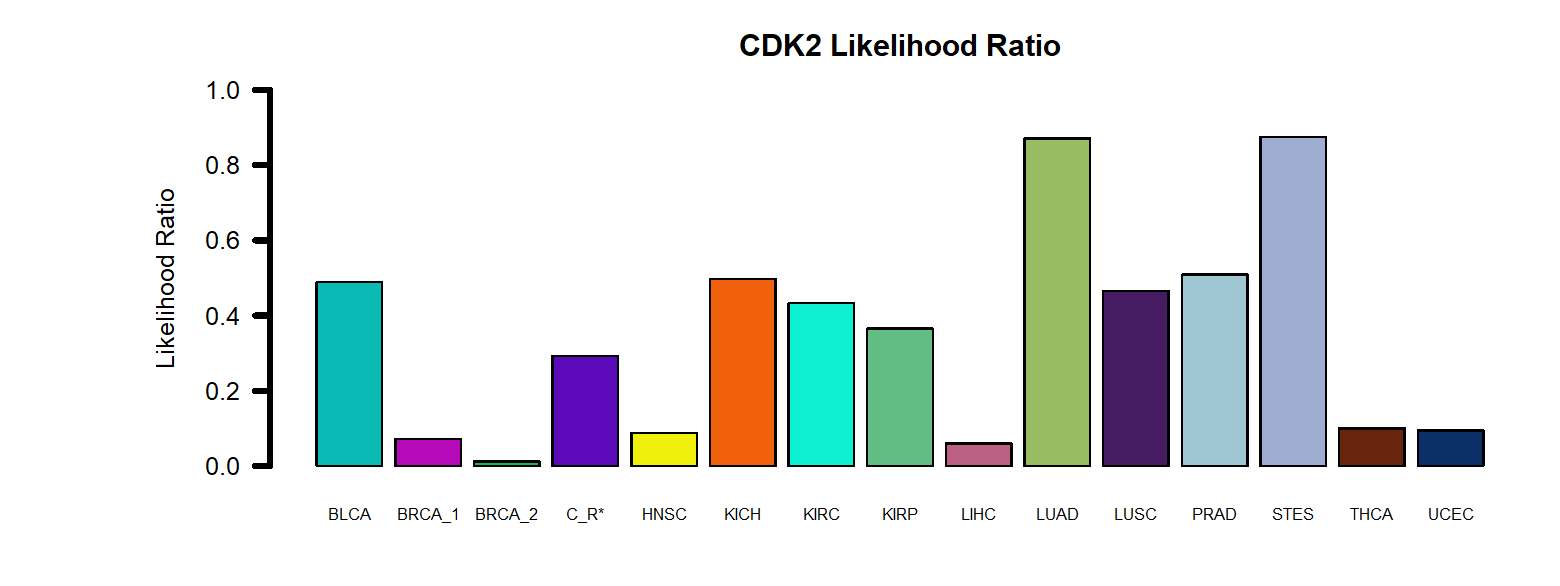 CDK2 Likelihood Ratio
Likelihood Ratio
1.0
0.8
0.6
0.4
0.2
0.0
BLCA BRCA_1 BRCA_2 C_R* HNSC KICH KIRC KIRP LIHC LUAD LUSC PRAD STES THCA UCEC